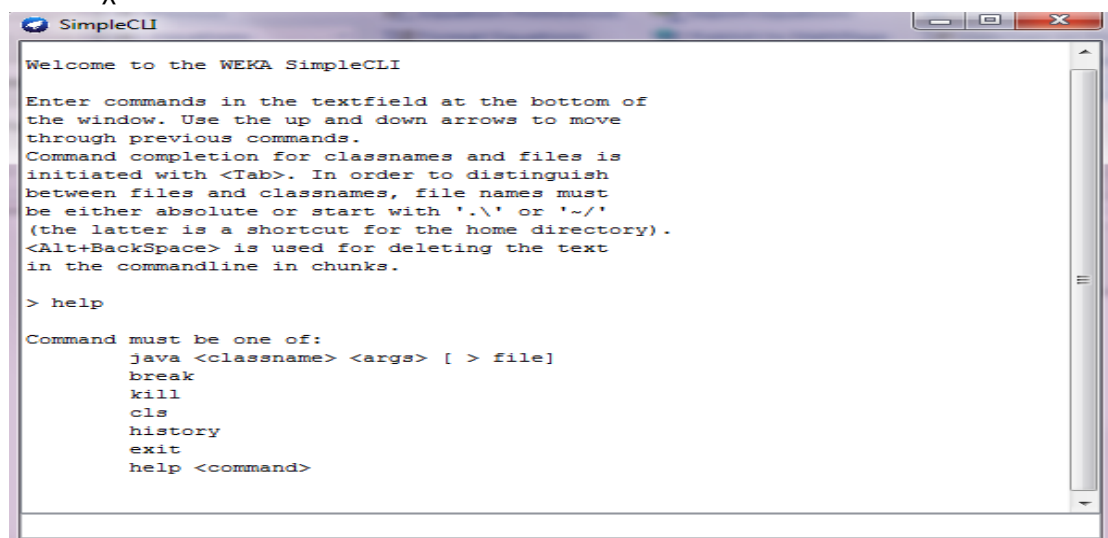 SimpleCLI
Welcome to the WEKA SimpleCLI
Enter commands in the textfield at the bottom of
the window. Use the up and down arrows to move
through previous commands.
Command completion for classnames and files is
initiated with <Tab>. In order to distinguish
between files and classnames, file names must
be either absolute or start with '.\' or '~/'
(the latter is a shortcut for the home directory).
<Alt+BackSpace> is used for deleting the text
in the commandline in chunks.
> help
Command must be one of:
java <classname> <args> [ > file]
break
kill
cls
history
exit
help <command>